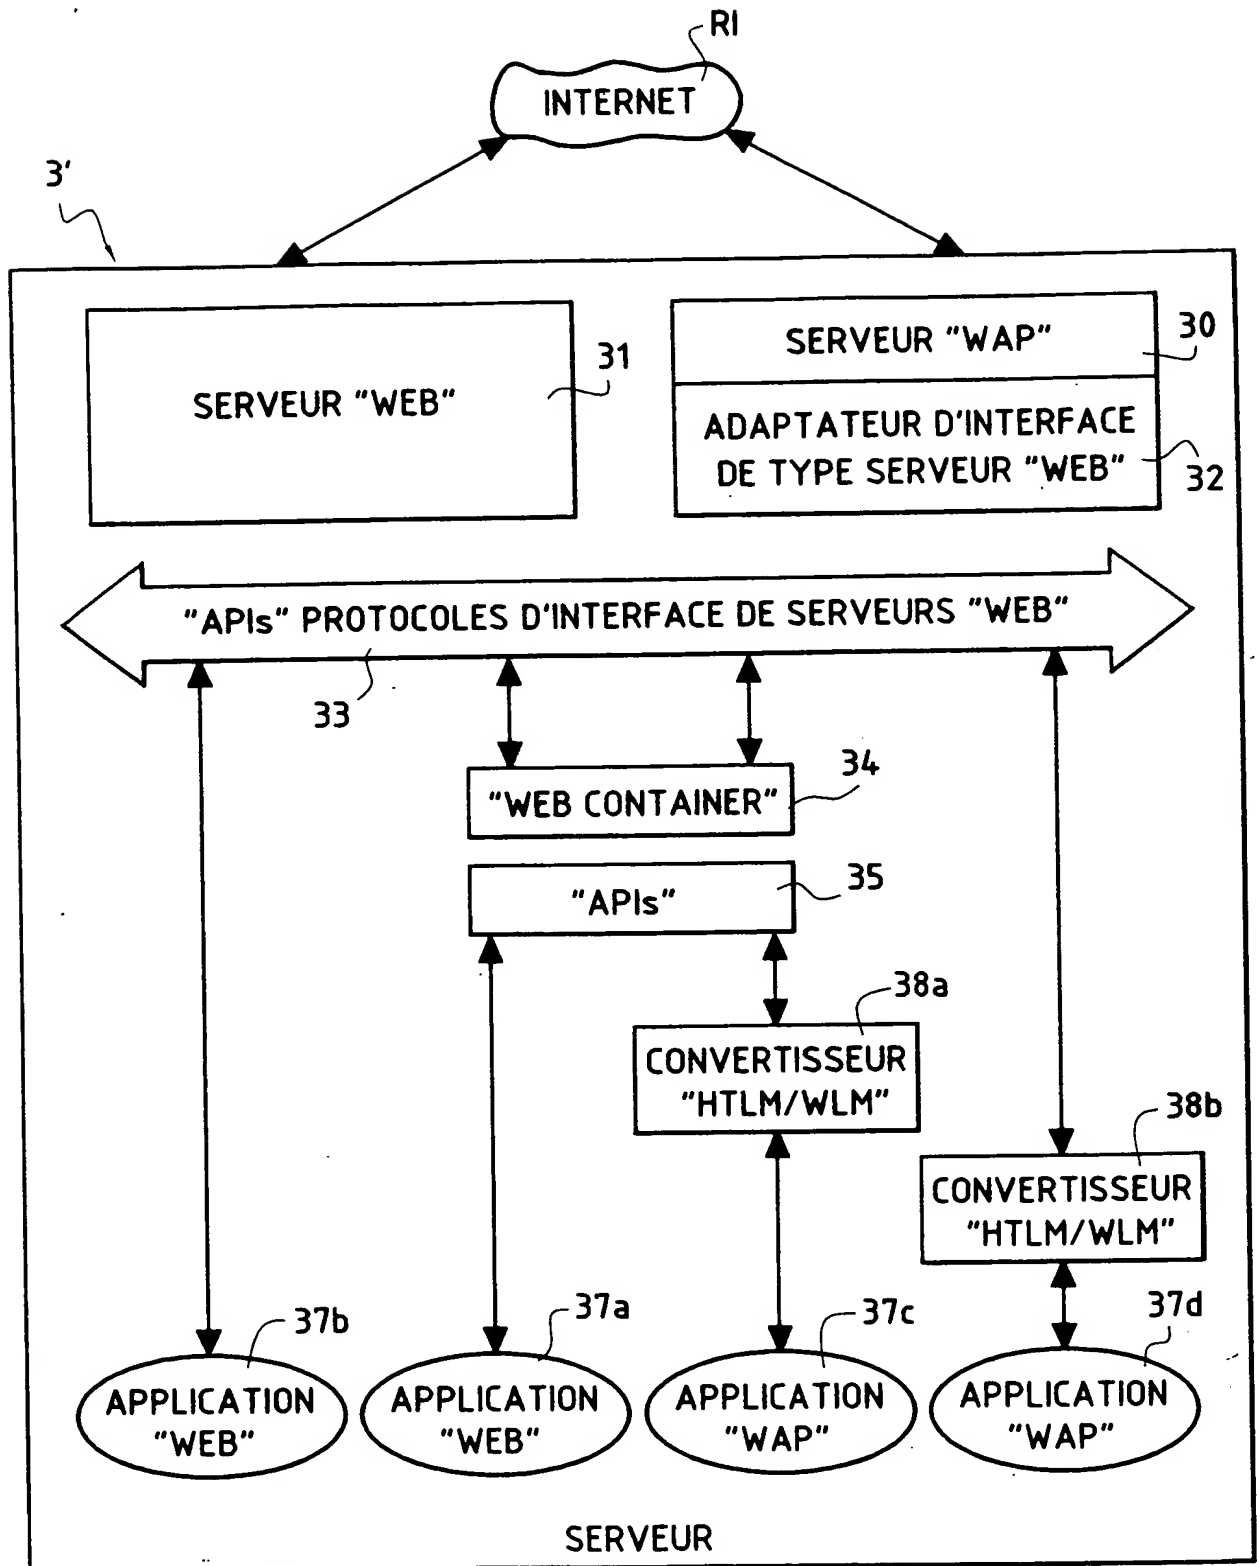 RI
INTERNET
3'
SERVEUR "WEB"
31
SERVEUR "WAP"
30
ADAPTATEUR D'INTERFACE
DE TYPE SERVEUR "WEB"
32
"APIs" PROTOCOLES D'INTERFACE DE SERVEURS "WEB"
33
34
"WEB CONTAINER"
35
"APIs"
38a
CONVERTISSEUR
"HTLM/WLM"
38b
CONVERTISSEUR
"HTLM/WLM"
37b
37a
37c
37d
APPLICATION
"WEB"
APPLICATION
"WEB"
APPLICATION
"WAP"
APPLICATION
"WAP"
SERVEUR